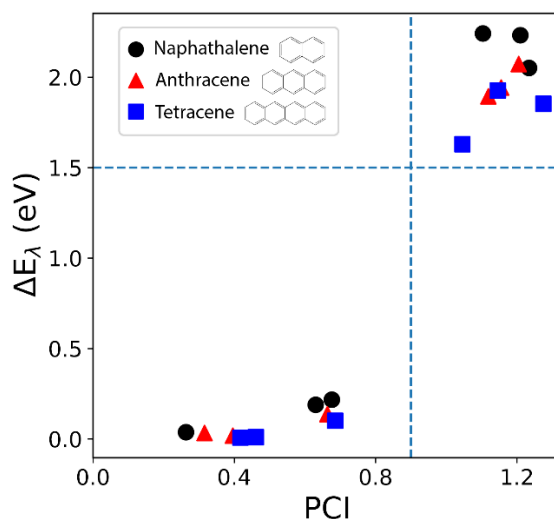 Naphathalene
Anthracene
Tetracene
2.0
1.5
1.0
0.5
0.0
ΔE_λ (eV)
0.0 0.4 0.8 1.2
PCI